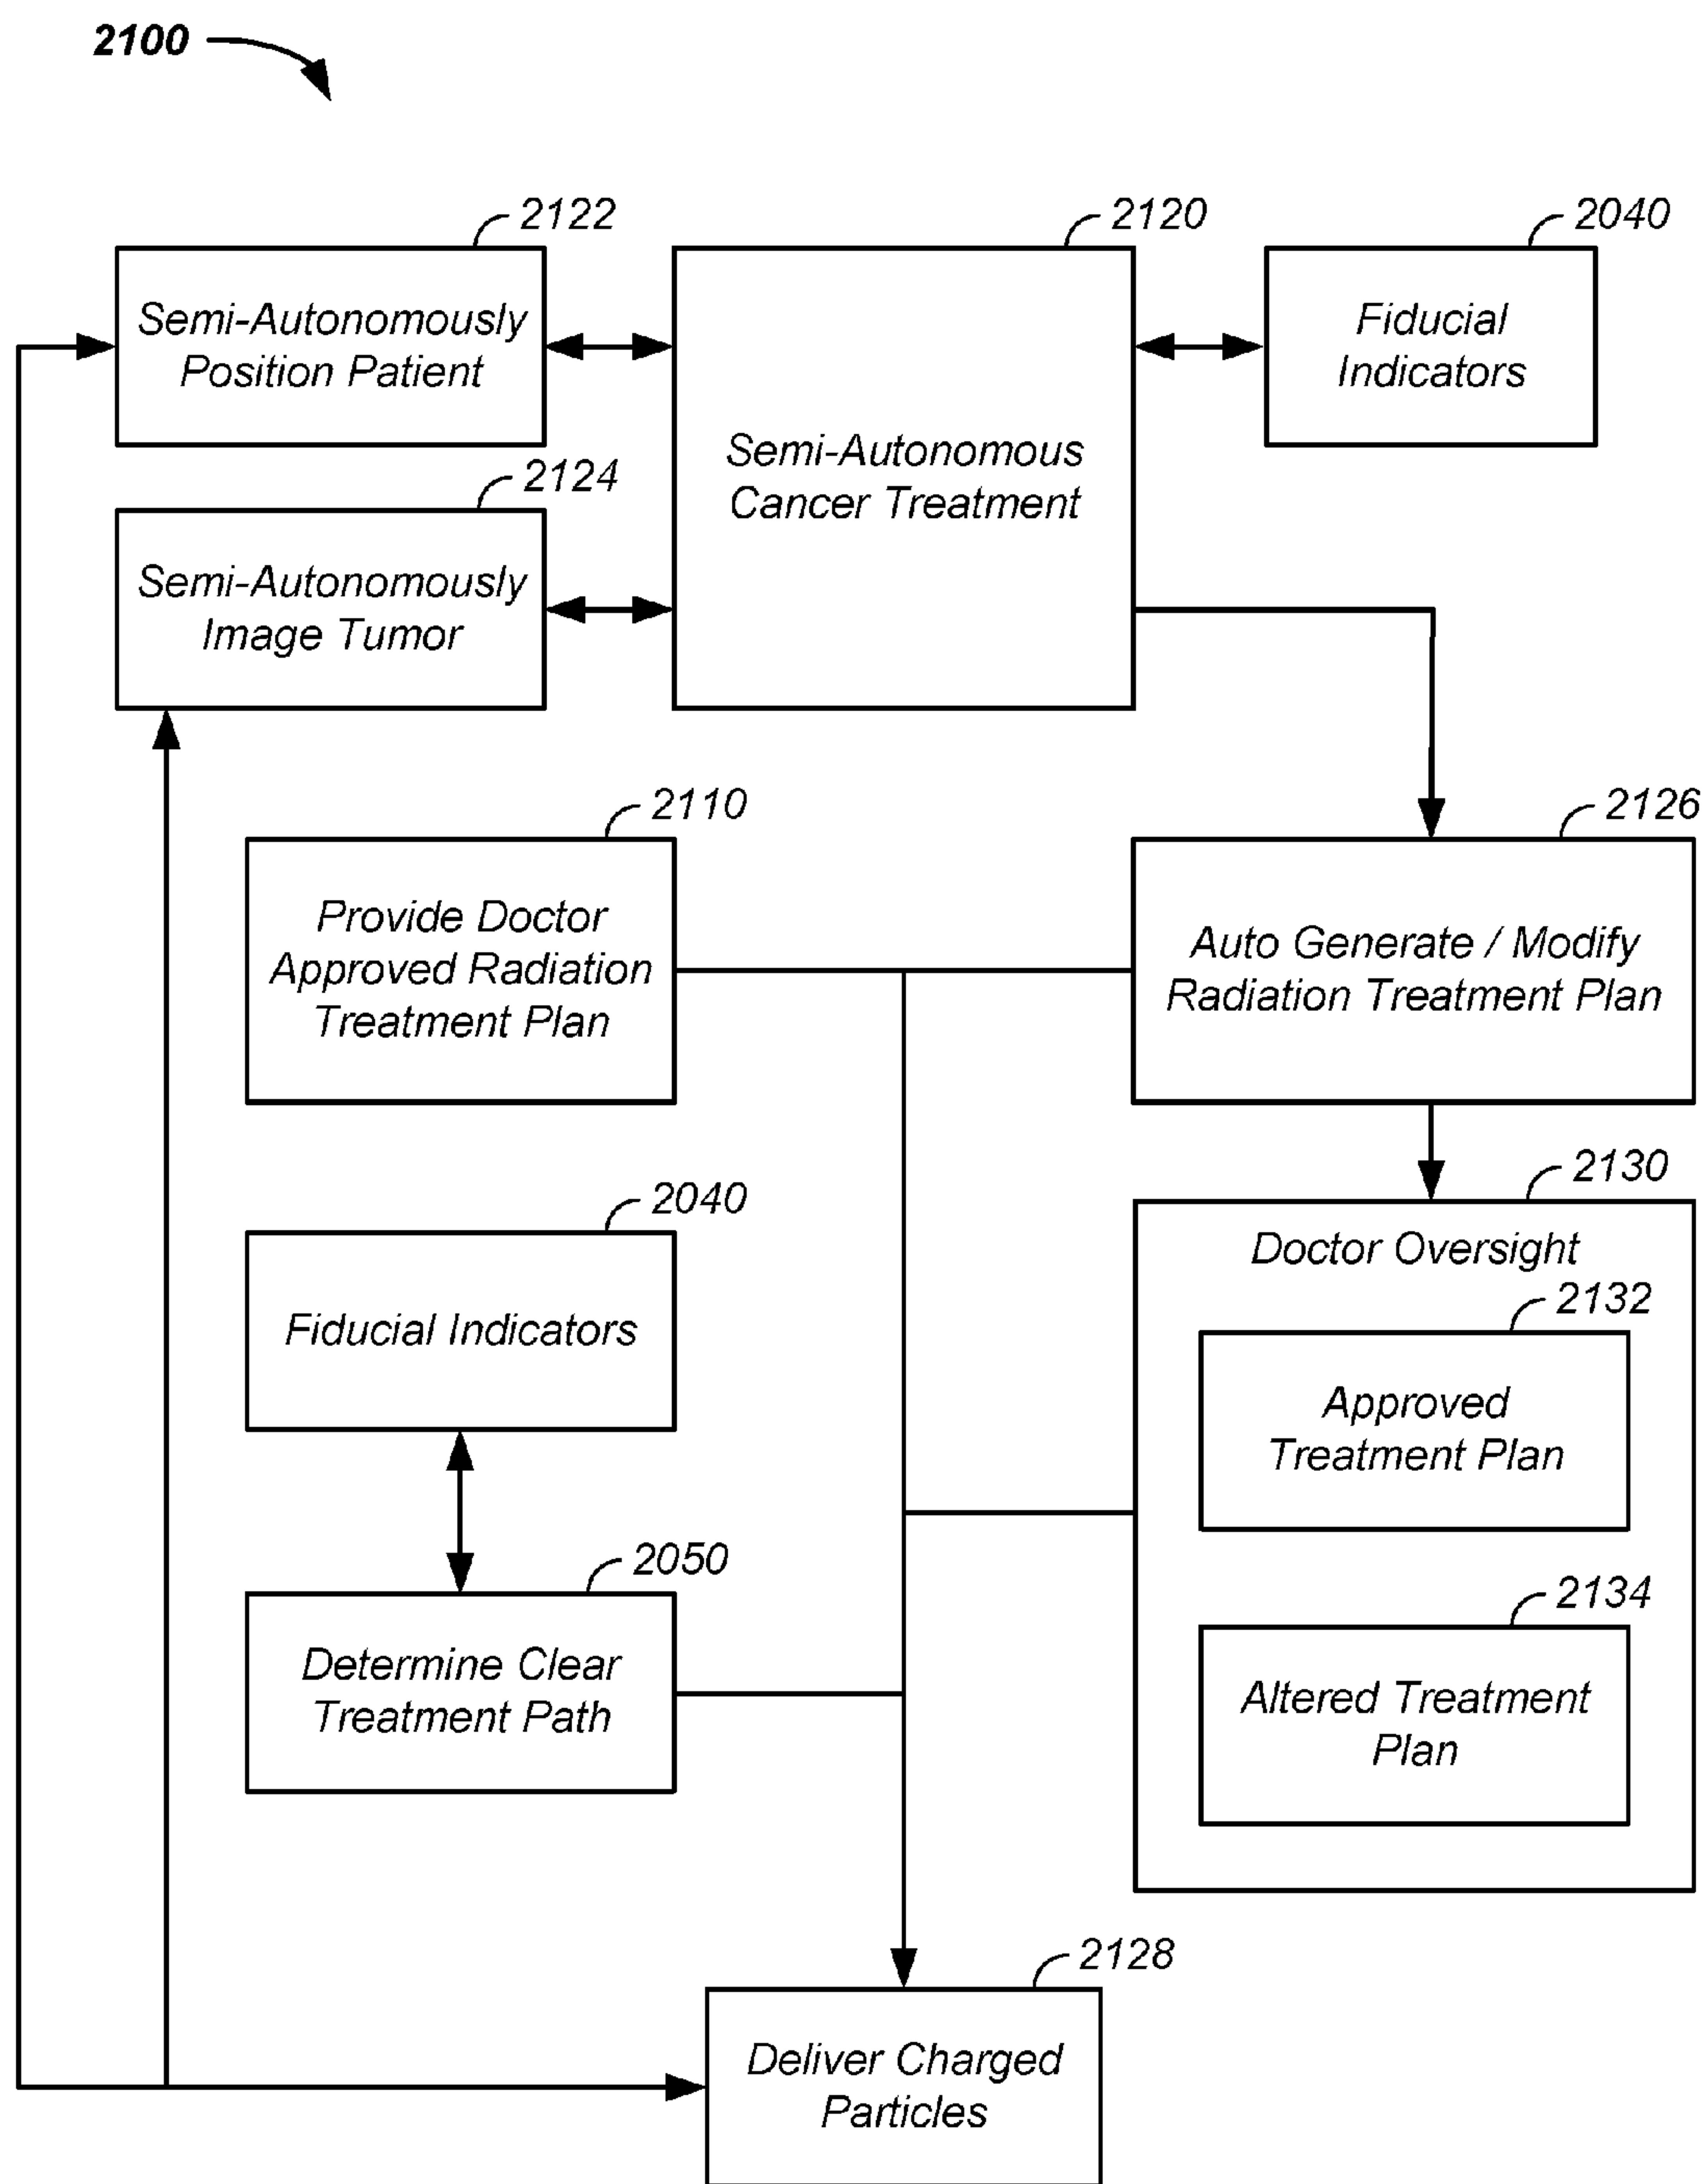 2100
2122
Semi-Autonomously
Position Patient
2120
Semi-Autonomous
Cancer Treatment
2040
Fiducial
Indicators
2124
Semi-Autonomously
Image Tumor
2110
Provide Doctor
Approved Radiation
Treatment Plan
2126
Auto Generate / Modify
Radiation Treatment Plan
2040
Fiducial Indicators
2130
Doctor Oversight
2132
Approved
Treatment Plan
2050
Determine Clear
Treatment Path
2134
Altered Treatment
Plan
2128
Deliver Charged
Particles